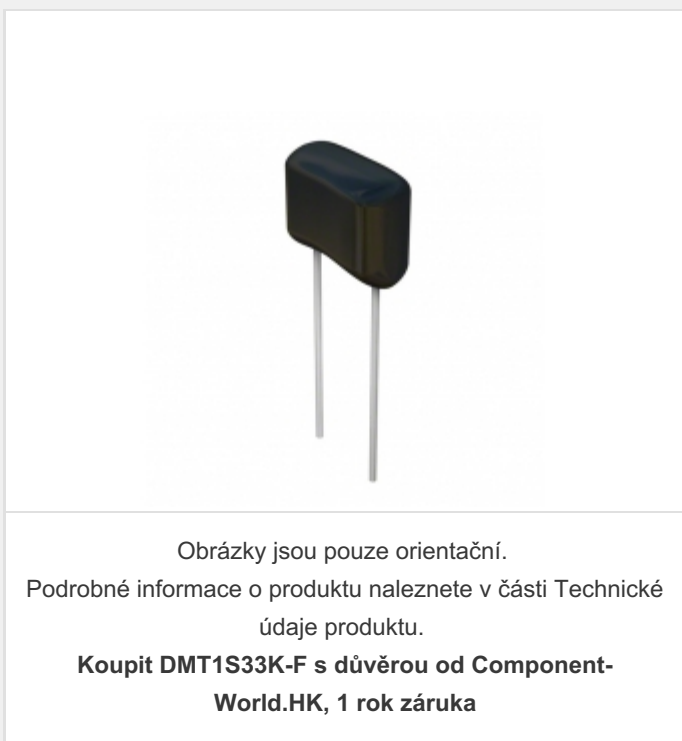 Obrázky jsou pouze orientační.
Podrobné informace o produktu naleznete v části Technické
údaje produktu.
Koupit DMT1S33K-F s důvěrou od Component-
World.HK, 1 rok záruka